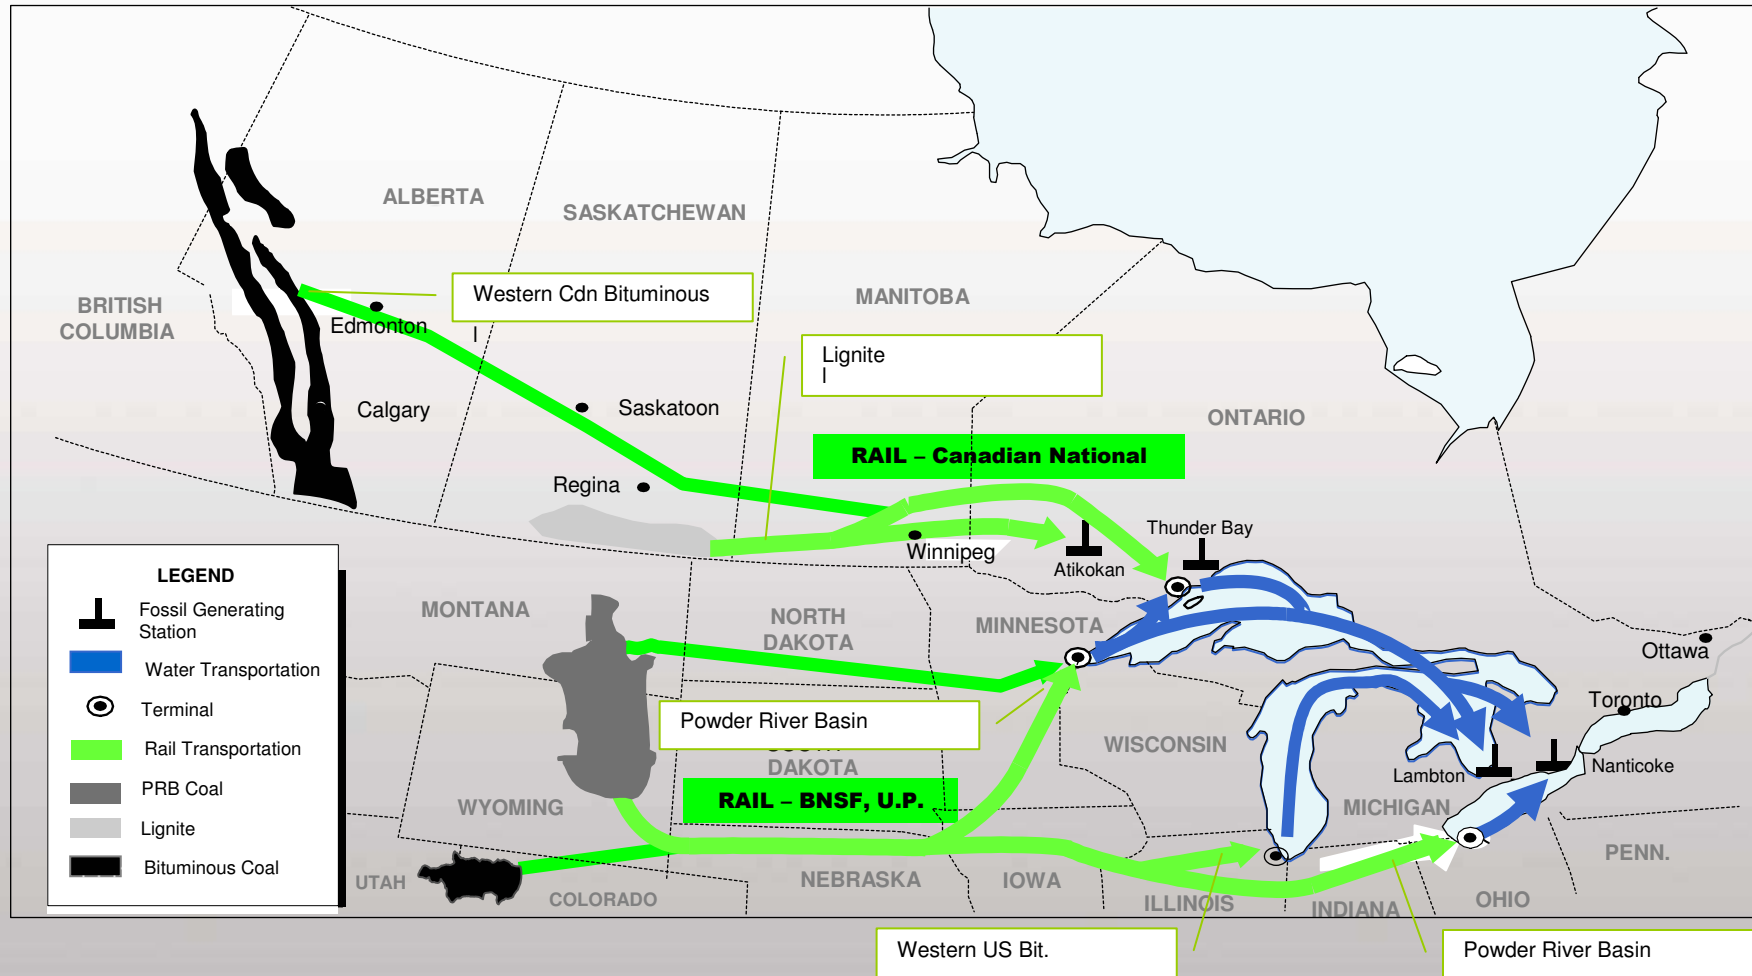 ALBERTA
SASKATCHEWAN
BRITISH
COLUMBIA
Western Cdn Bituminous
l
MANITOBA
Edmonton
Lignite
l
Calgary
Saskatoon
ONTARIO
RAIL – Canadian National
Regina
Winnipeg
Thunder Bay
Atikokan
LEGEND
Fossil Generating
Station
Water Transportation
Terminal
Rail Transportation
PRB Coal
Lignite
Bituminous Coal
MONTANA
NORTH
DAKOTA
MINNESOTA
Ottawa
Toronto
Powder River Basin
SOUTH
DAKOTA
WISCONSIN
Lambton
Nanticoke
WYOMING
RAIL – BNSF, U.P.
MICHIGAN
PENN.
UTAH
COLORADO
NEBRASKA
IOWA
ILLINOIS
INDIANA
OHIO
Western US Bit.
Powder River Basin